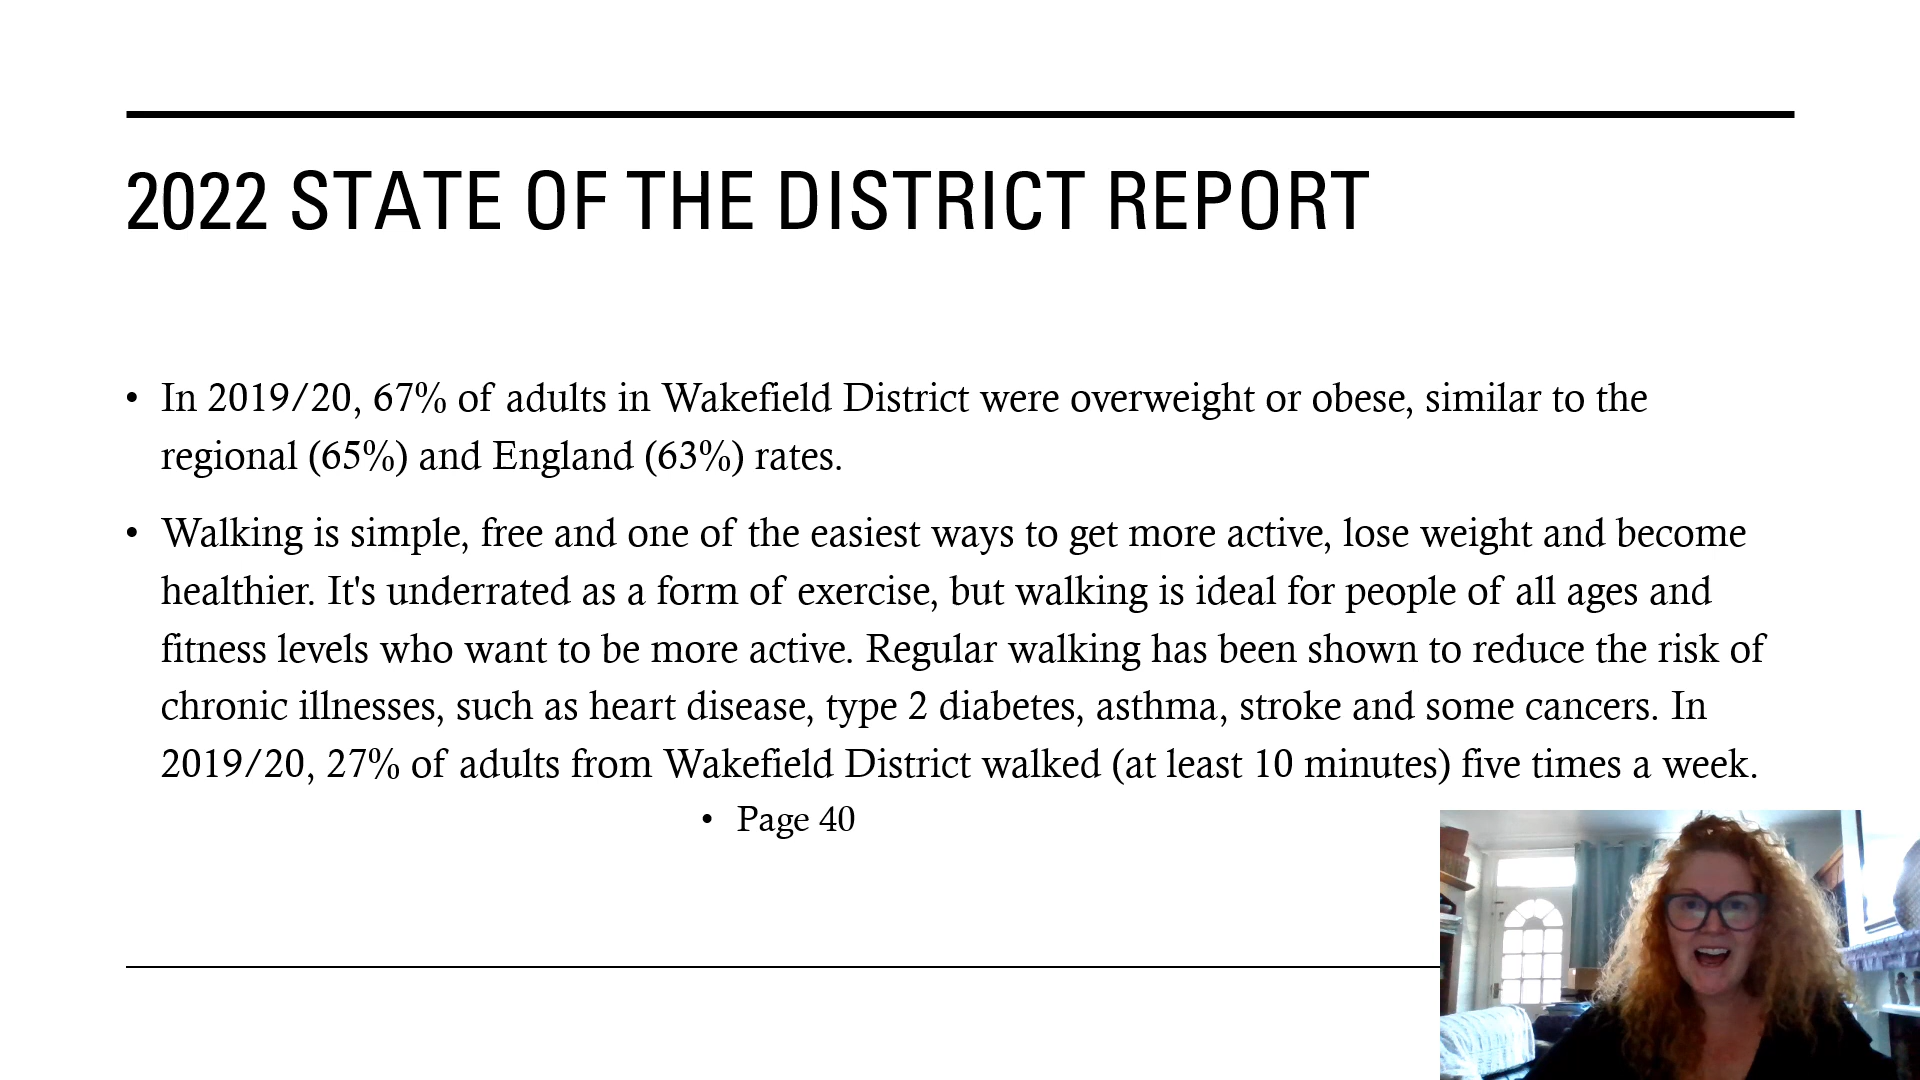 2022 STATE OF THE DISTRICT REPORT
• In 2019/20, 67% of adults in Wakefield District were overweight or obese, similar to the
regional (65%) and England (63%) rates.
• Walking is simple, free and one of the easiest ways to get more active, lose weight and become
healthier. It's underrated as a form of exercise, but walking is ideal for people of all ages and
fitness levels who want to be more active. Regular walking has been shown to reduce the risk of
chronic illnesses, such as heart disease, type 2 diabetes, asthma, stroke and some cancers. In
2019/20, 27% of adults from Wakefield District walked (at least 10 minutes) five times a week.
• Page 40